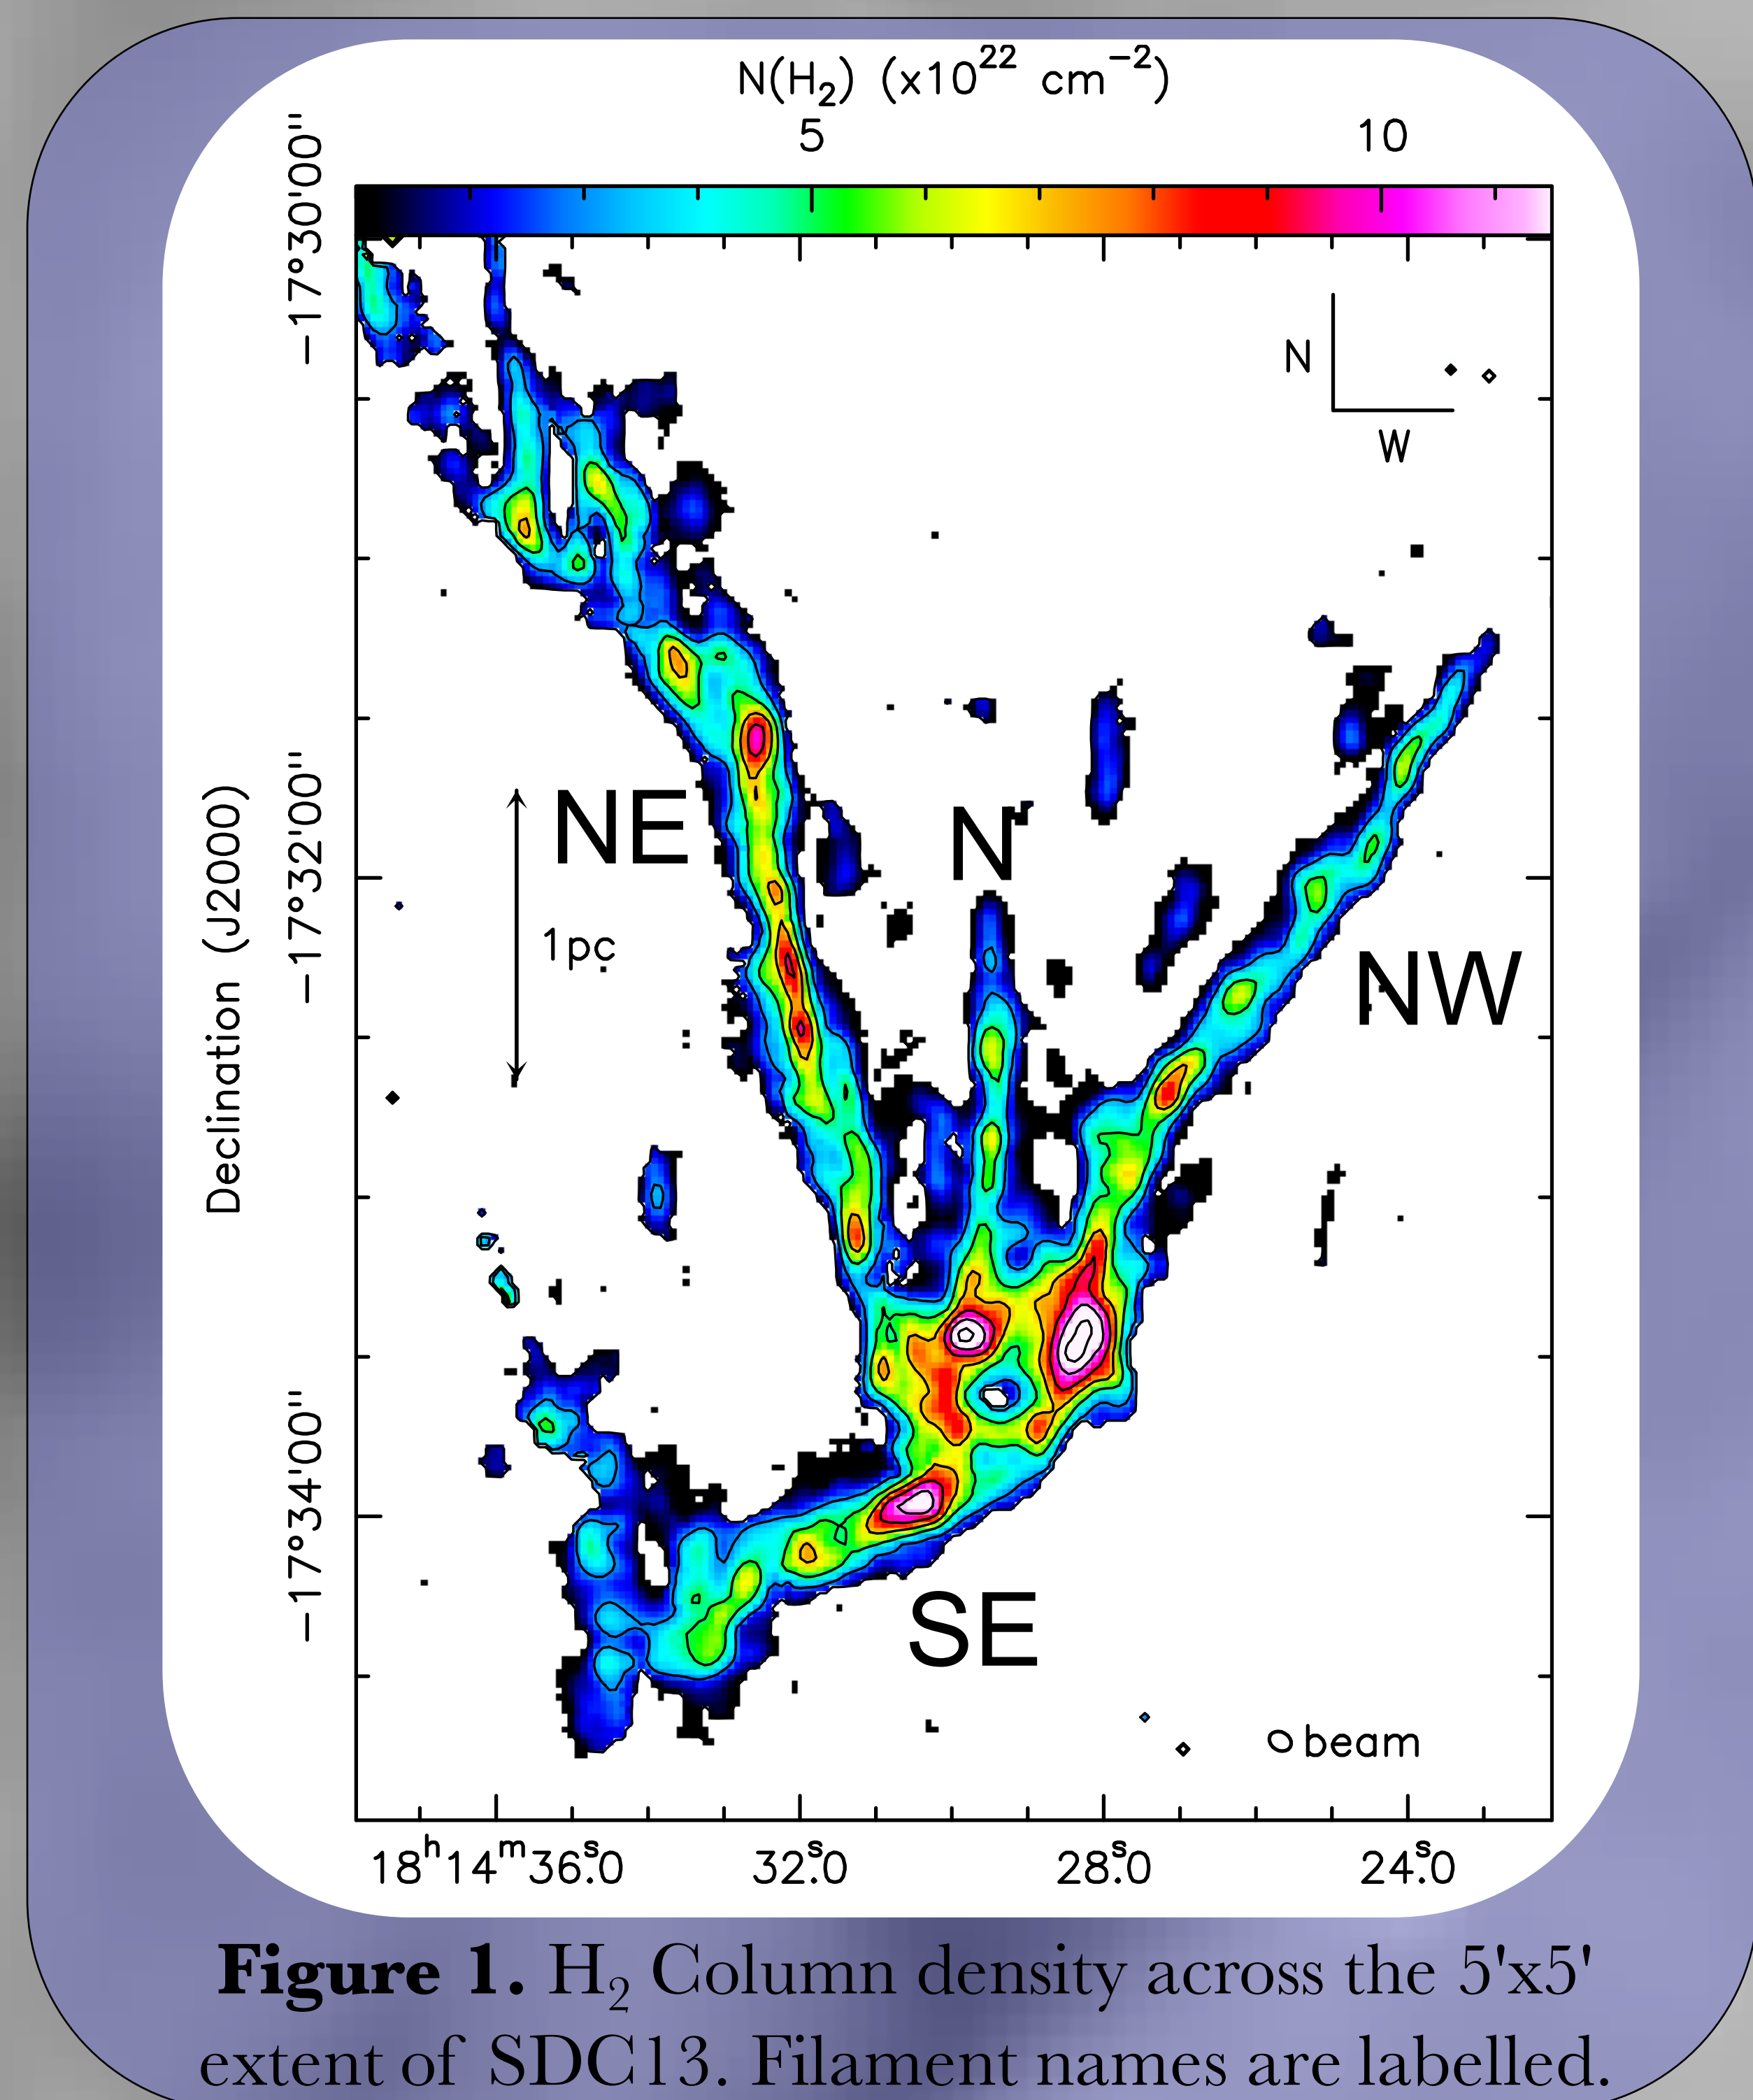 N(H₂) (x10²² cm⁻²)
5 10
−17°30'00"
N
W
NE
N
Declination (J2000)
−17°32'00"
1pc
NW
−17°34'00"
SE
beam
18ʰ14ᵐ36ˢ.0 32ˢ.0 28ˢ.0 24ˢ.0
Figure 1. H₂ Column density across the 5'x5'
extent of SDC13. Filament names are labelled.